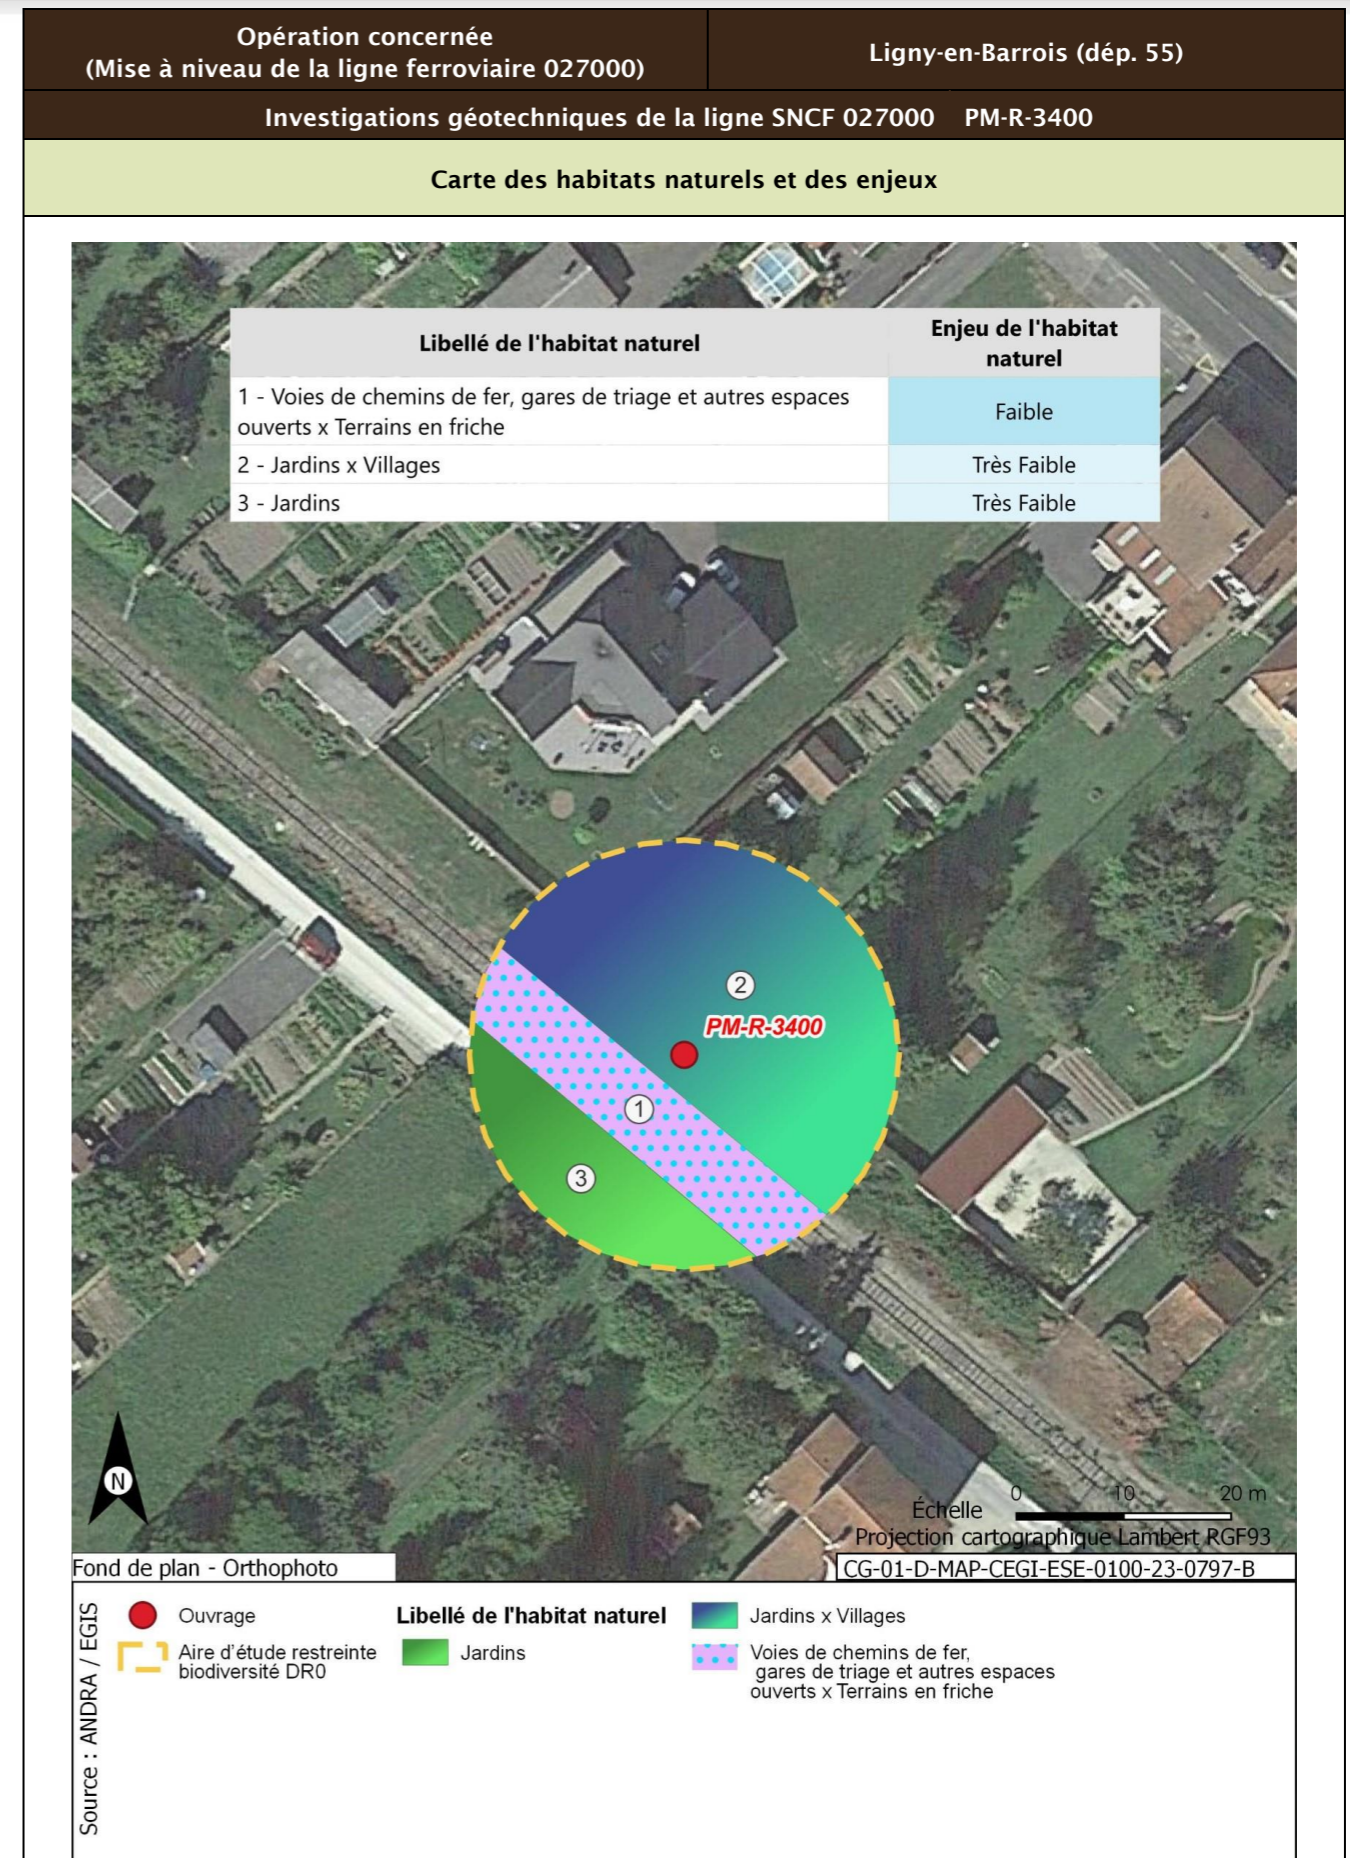 Opération concernée
(Mise à niveau de la ligne ferroviaire 027000)
Ligny-en-Barrois (dép. 55)
Investigations géotechniques de la ligne SNCF 027000 PM-R-3400
Carte des habitats naturels et des enjeux
Libellé de l'habitat naturel
Enjeu de l'habitat
naturel
1 - Voies de chemins de fer, gares de triage et autres espaces
ouverts x Terrains en friche
Faible
2 - Jardins x Villages
Très Faible
3 - Jardins
Très Faible
2
PM-R-3400
1
3
N
Échelle
0 10 20 m
Projection cartographique Lambert RGF93
Fond de plan - Orthophoto
CG-01-D-MAP-CEGI-ESE-0100-23-0797-B
Source : ANDRA / EGIS
Ouvrage
Aire d'étude restreinte
biodiversité DR0
Libellé de l'habitat naturel
Jardins
Jardins x Villages
Voies de chemins de fer,
gares de triage et autres espaces
ouverts x Terrains en friche